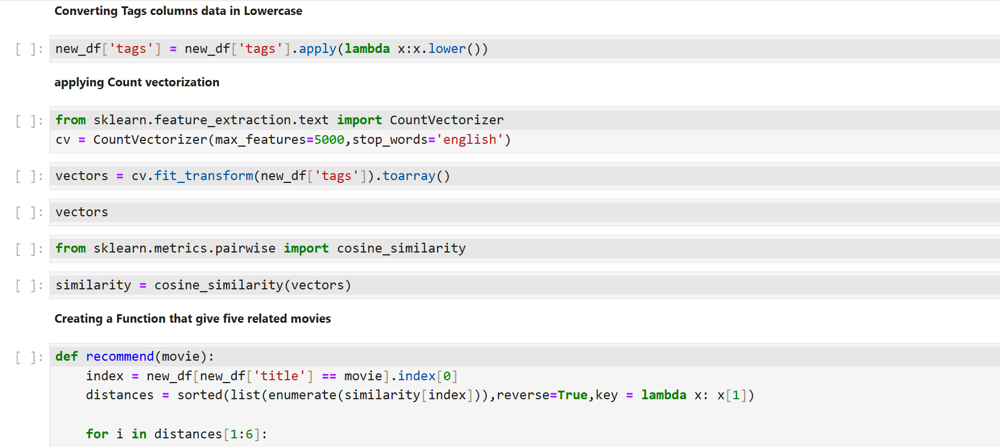 Converting Tags columns data in Lowercase
[ ]: new_df['tags'] = new_df['tags'].apply(lambda x:x.lower())
applying Count vectorization
[ ]: from sklearn.feature_extraction.text import CountVectorizer
cv = CountVectorizer(max_features=5000,stop_words='english')
[ ]: vectors = cv.fit_transform(new_df['tags']).toarray()
[ ]: vectors
[ ]: from sklearn.metrics.pairwise import cosine_similarity
[ ]: similarity = cosine_similarity(vectors)
Creating a Function that give five related movies
[ ]: def recommend(movie):
    index = new_df[new_df['title'] == movie].index[0]
    distances = sorted(list(enumerate(similarity[index])),reverse=True,key = lambda x: x[1])
    for i in distances[1:6]: